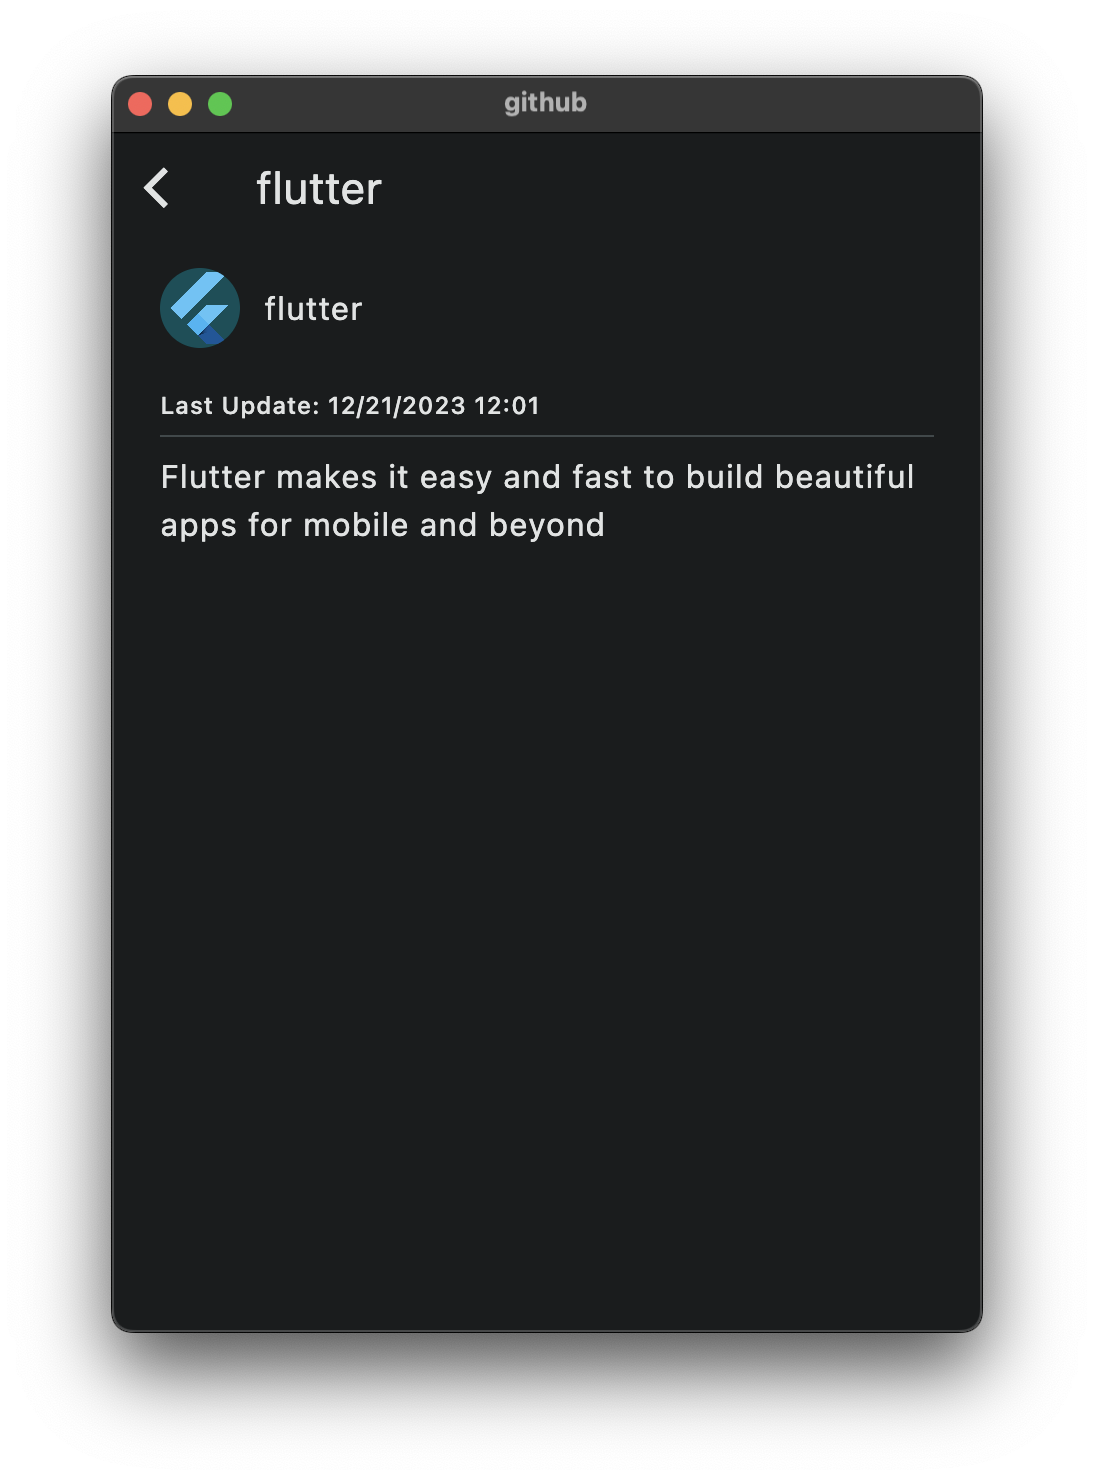 github
flutter
flutter
Last Update: 12/21/2023 12:01
Flutter makes it easy and fast to build beautiful
apps for mobile and beyond